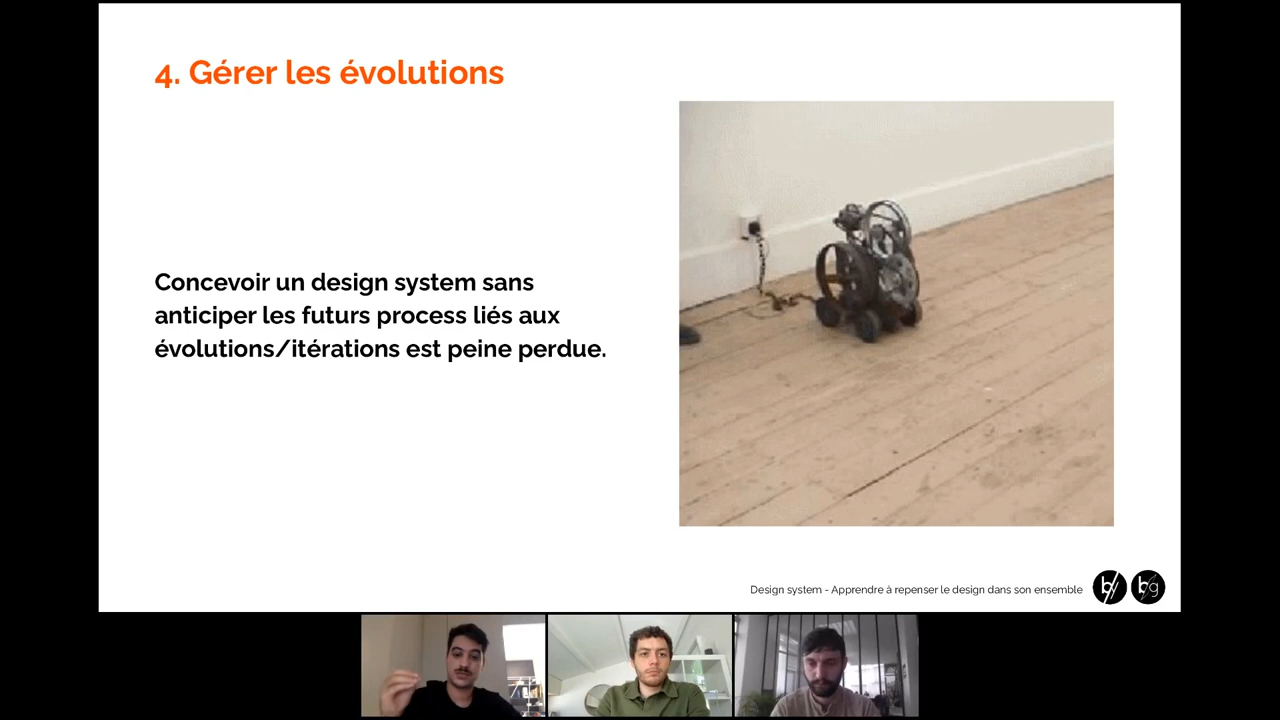 4. Gérer les évolutions
Concevoir un design system sans
anticiper les futurs process liés aux
évolutions/itérations est peine perdue.
Design system - Apprendre à repenser le design dans son ensemble
b/
bg